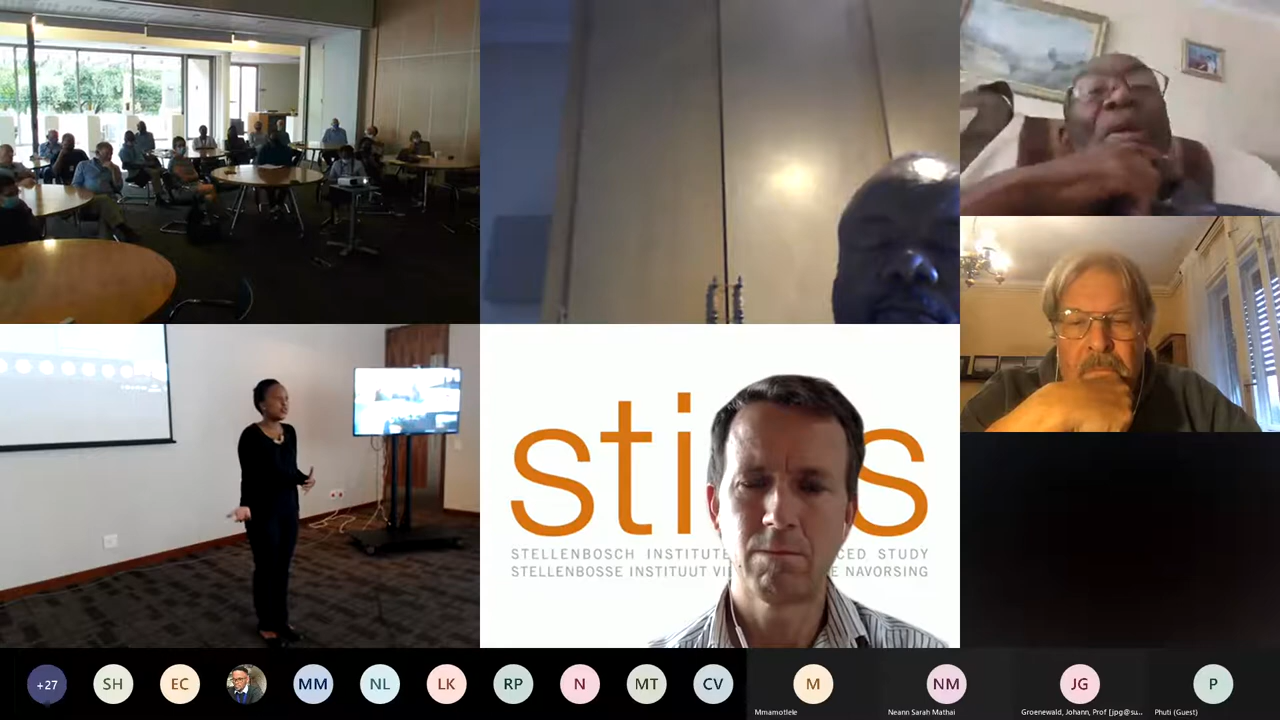 sti s
STELLENBOSCH INSTITUTE CED STUDY
STELLENBOSSE INSTITUUT VI E NAVORSING
+27
SH
EC
MM
NL
LK
RP
N
MT
CV
M
NM
JG
P
Mmamotlele
Neann Sarah Mathai
Groenewald, Johann, Prof [jpg@su...
Phuti (Guest)